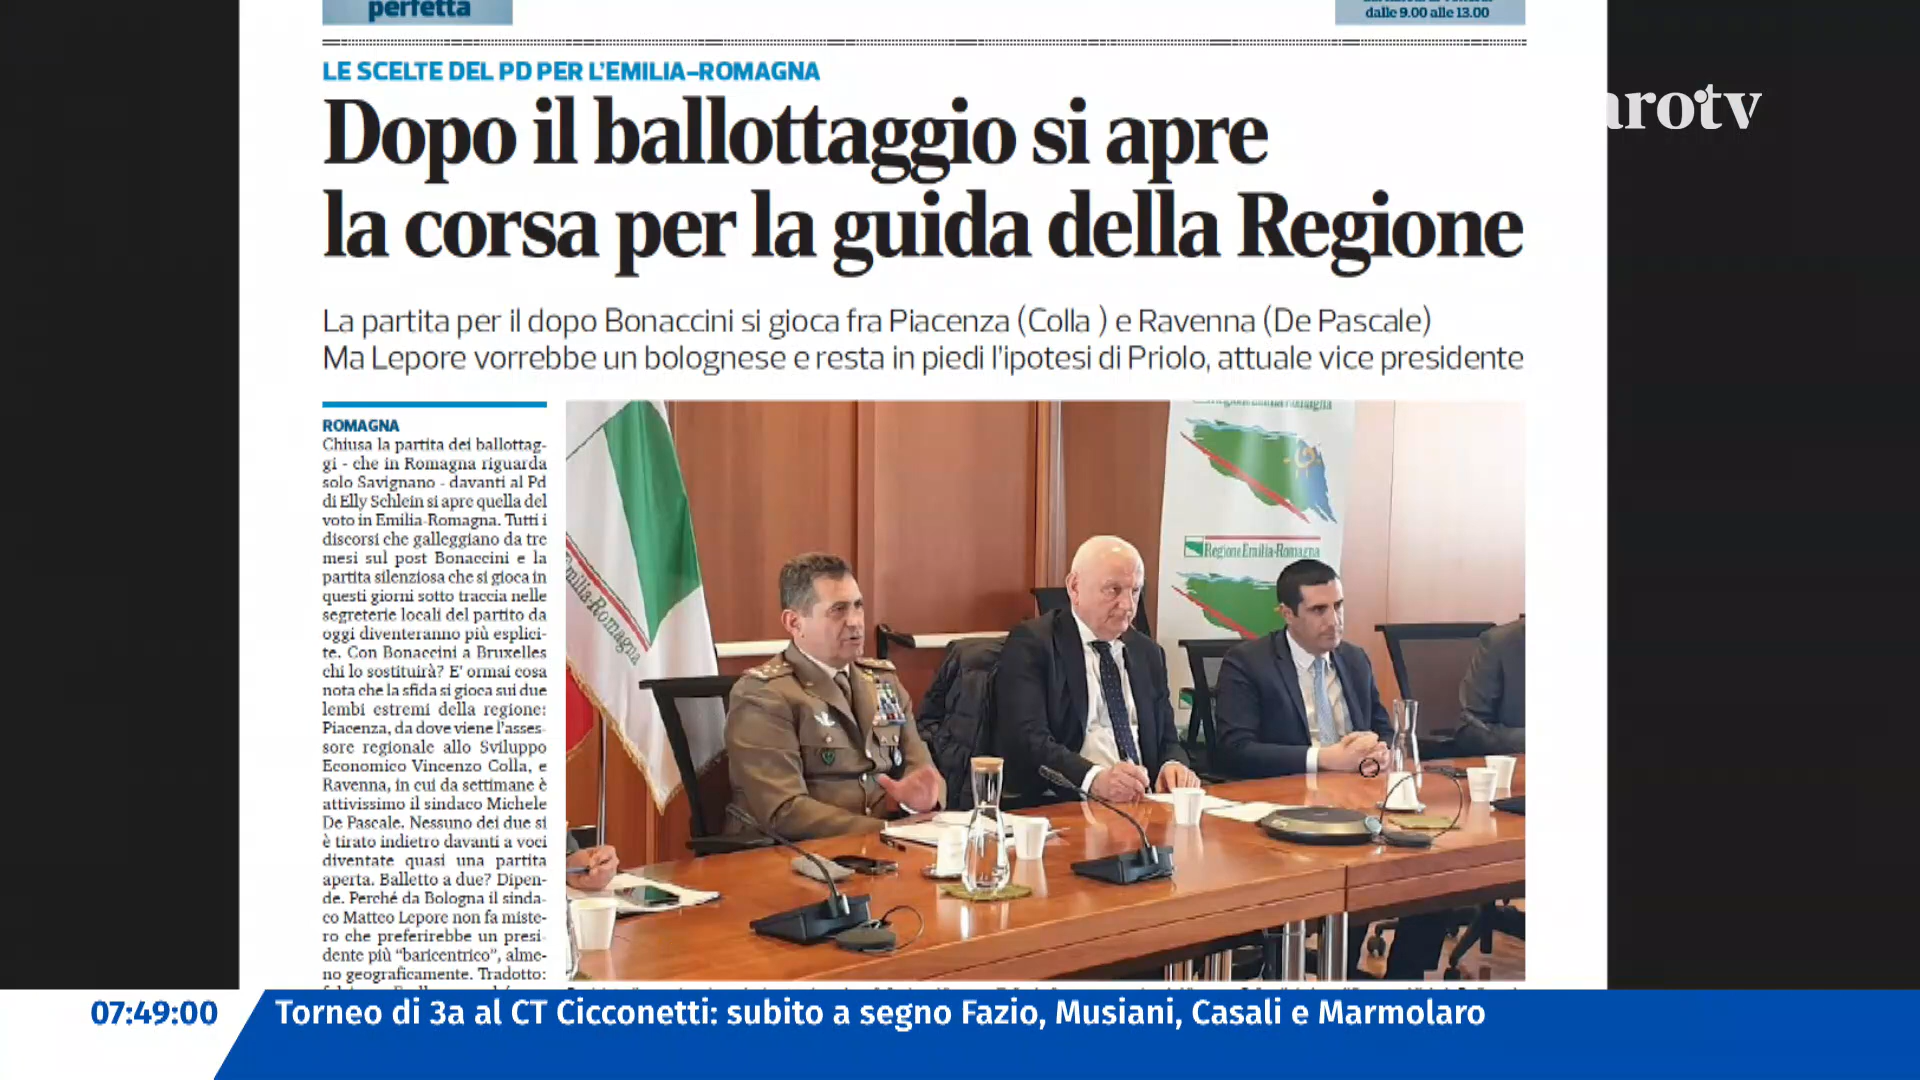 perfetta
dalle 9.00 alle 13.00
LE SCELTE DEL PD PER L'EMILIA-ROMAGNA
arotv
Dopo il ballottaggio si apre
la corsa per la guida della Regione
La partita per il dopo Bonaccini si gioca fra Piacenza (Colla ) e Ravenna (De Pascale)
Ma Lepore vorrebbe un bolognese e resta in piedi l'ipotesi di Priolo, attuale vice presidente
ROMAGNA
Chiusa la partita dei ballottag-
gi - che in Romagna riguarda
solo Savignano - davanti al Pd
di Elly Schlein si apre quella del
voto in Emilia-Romagna. Tutti i
discorsi che galleggiano da tre
mesi sul post Bonaccini e la
partita silenziosa che si gioca in
questi giorni sotto traccia nelle
segreterie locali del partito da
oggi diventeranno più esplici-
te. Con Bonaccini a Bruxelles
chi lo sostituirà? E' ormai cosa
nota che la sfida si gioca sui due
lembi estremi della regione:
Piacenza, da dove viene l'asses-
sore regionale allo Sviluppo
Economico Vincenzo Colla, e
Ravenna, in cui da settimane è
attivissimo il sindaco Michele
De Pascale. Nessuno dei due si
è tirato indietro davanti a voci
diventate quasi una partita
aperta. Balletto a due? Dipen-
de. Perché da Bologna il sinda-
co Matteo Lepore non fa miste-
ro che preferirebbe un presi-
dente più "baricentrico", alme-
no geograficamente. Tradotto:
Emilia-Romagna
RegioneEmilia-Romagna
07:49:00
Torneo di 3a al CT Cicconetti: subito a segno Fazio, Musiani, Casali e Marmolaro